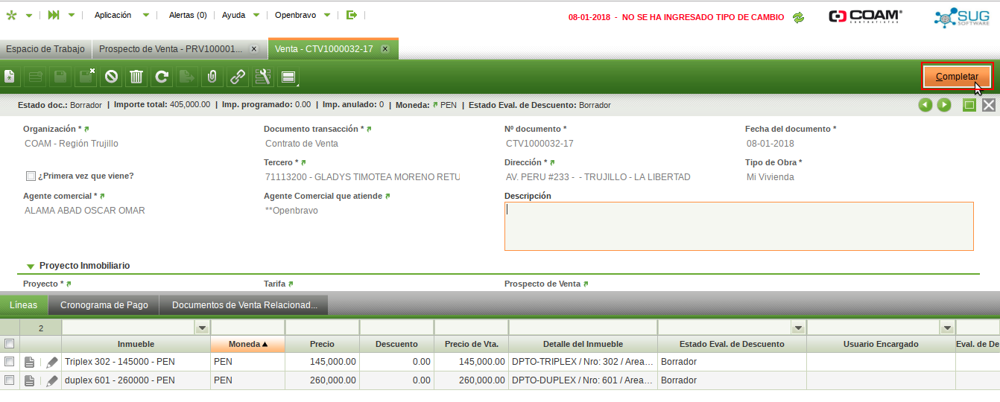 Aplicación Alertas (0) Ayuda Openbravo
08-01-2018 - NO SE HA INGRESADO TIPO DE CAMBIO
COAM
CONTRATISTAS
SUG
SOFTWARE
Espacio de Trabajo Prospecto de Venta - PRV100001... x Venta - CTV1000032-17 x
Completar
Estado doc.: Borrador | Importe total: 405,000.00 | Imp. programado: 0.00 | Imp. anulado: 0 | Moneda: PEN | Estado Eval. de Descuento: Borrador
Organización * Documento transacción * Nº documento * Fecha del documento *
COAM - Región Trujillo Contrato de Venta CTV1000032-17 08-01-2018
Tercero * Dirección * Tipo de Obra *
¿Primera vez que viene? 71113200 - GLADYS TIMOTEA MORENO RETU AV. PERU #233 - - TRUJILLO - LA LIBERTAD Mi Vivienda
Agente comercial * Agente Comercial que atiende Descripción
ALAMA ABAD OSCAR OMAR **Openbravo
Proyecto Inmobiliario
Proyecto * Tarifa Prospecto de Venta
Líneas Cronograma de Pago Documentos de Venta Relacionad...
2
Inmueble Moneda Precio Descuento Precio de Vta. Detalle del Inmueble Estado Eval. de Descuento Usuario Encargado Eval. de De
Triplex 302 - 145000 - PEN PEN 145,000.00 0.00 145,000.00 DPTO-TRIPLEX / Nro: 302 / Area... Borrador
duplex 601 - 260000 - PEN PEN 260,000.00 0.00 260,000.00 DPTO-DUPLEX / Nro: 601 / Area... Borrador